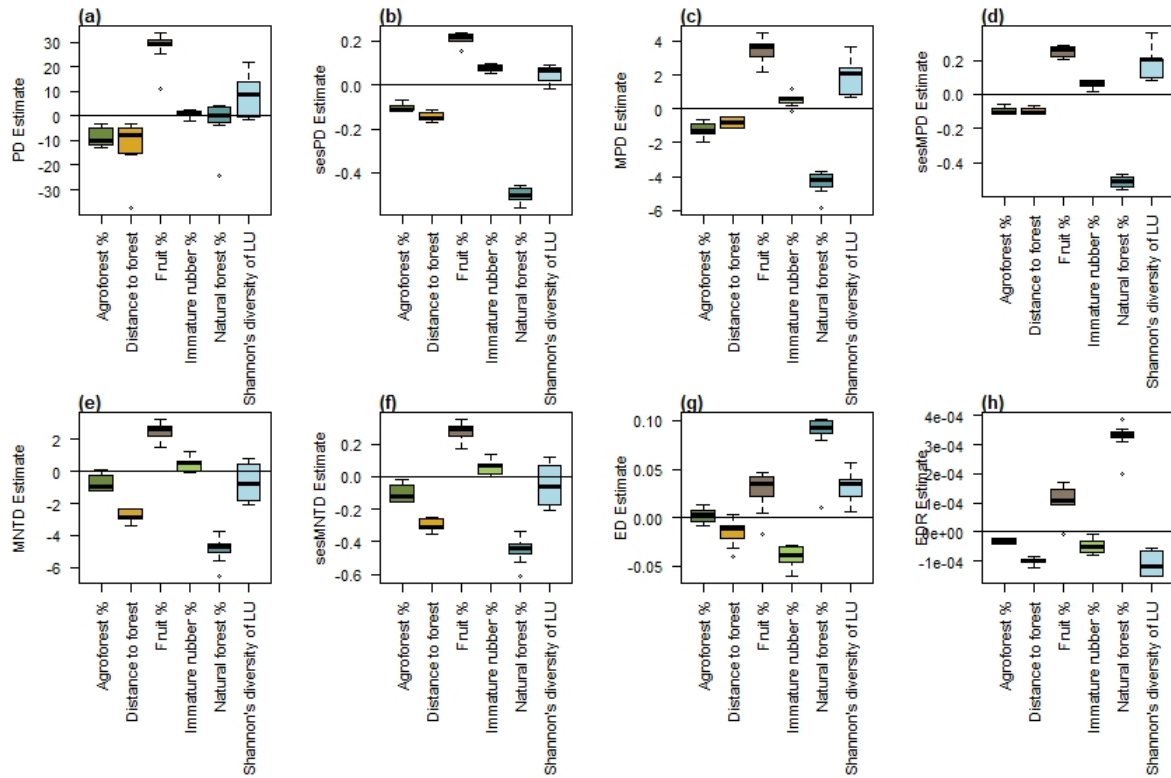 (a)
PD Estimate
30
20
10
0
-10
-20
-30
Agroforest %
Distance to forest
Fruit %
Immature rubber %
Natural forest %
Shannon's diversity of LU
(b)
sesPD Estimate
0.2
0.0
-0.2
-0.4
Agroforest %
Distance to forest
Fruit %
Immature rubber %
Natural forest %
Shannon's diversity of LU
(c)
MPD Estimate
4
2
0
-2
-4
-6
Agroforest %
Distance to forest
Fruit %
Immature rubber %
Natural forest %
Shannon's diversity of LU
(d)
sesMPD Estimate
0.2
0.0
-0.2
-0.4
Agroforest %
Distance to forest
Fruit %
Immature rubber %
Natural forest %
Shannon's diversity of LU
(e)
MNTD Estimate
2
0
-2
-4
-6
Agroforest %
Distance to forest
Fruit %
Immature rubber %
Natural forest %
Shannon's diversity of LU
(f)
sesMNTD Estimate
0.2
0.0
-0.2
-0.4
-0.6
Agroforest %
Distance to forest
Fruit %
Immature rubber %
Natural forest %
Shannon's diversity of LU
(g)
ED Estimate
0.10
0.05
0.00
-0.05
Agroforest %
Distance to forest
Fruit %
Immature rubber %
Natural forest %
Shannon's diversity of LU
(h)
EDR Estimate
4e-04
3e-04
2e-04
1e-04
0e+00
-1e-04
Agroforest %
Distance to forest
Fruit %
Immature rubber %
Natural forest %
Shannon's diversity of LU